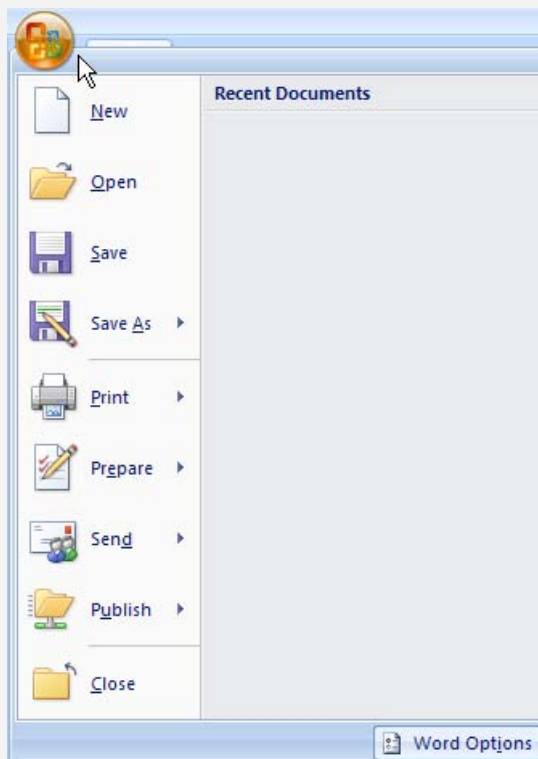 Recent Documents
New
Open
Save
Save As
Print
Prepare
Send
Publish
Close
Word Options